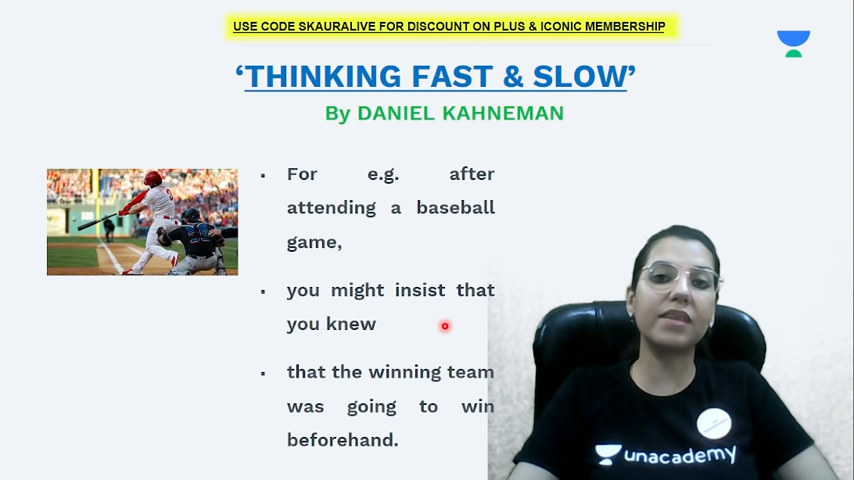 USE CODE SKAURALIVE FOR DISCOUNT ON PLUS & ICONIC MEMBERSHIP
‘THINKING FAST & SLOW’
By DANIEL KAHNEMAN
▪ For e.g. after
attending a baseball
game,
▪ you might insist that
you knew
▪ that the winning team
was going to win
beforehand.
unacademy